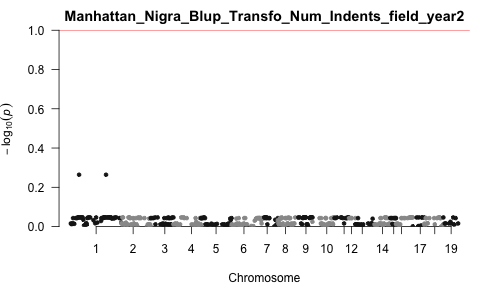 Manhattan_Nigra_Blup_Transfo_Num_Indents_field_year2
1.0
0.8
0.6
0.4
0.2
0.0
− log10(p)
1 2 3 4 5 6 7 8 9 10 12 14 17 19
Chromosome